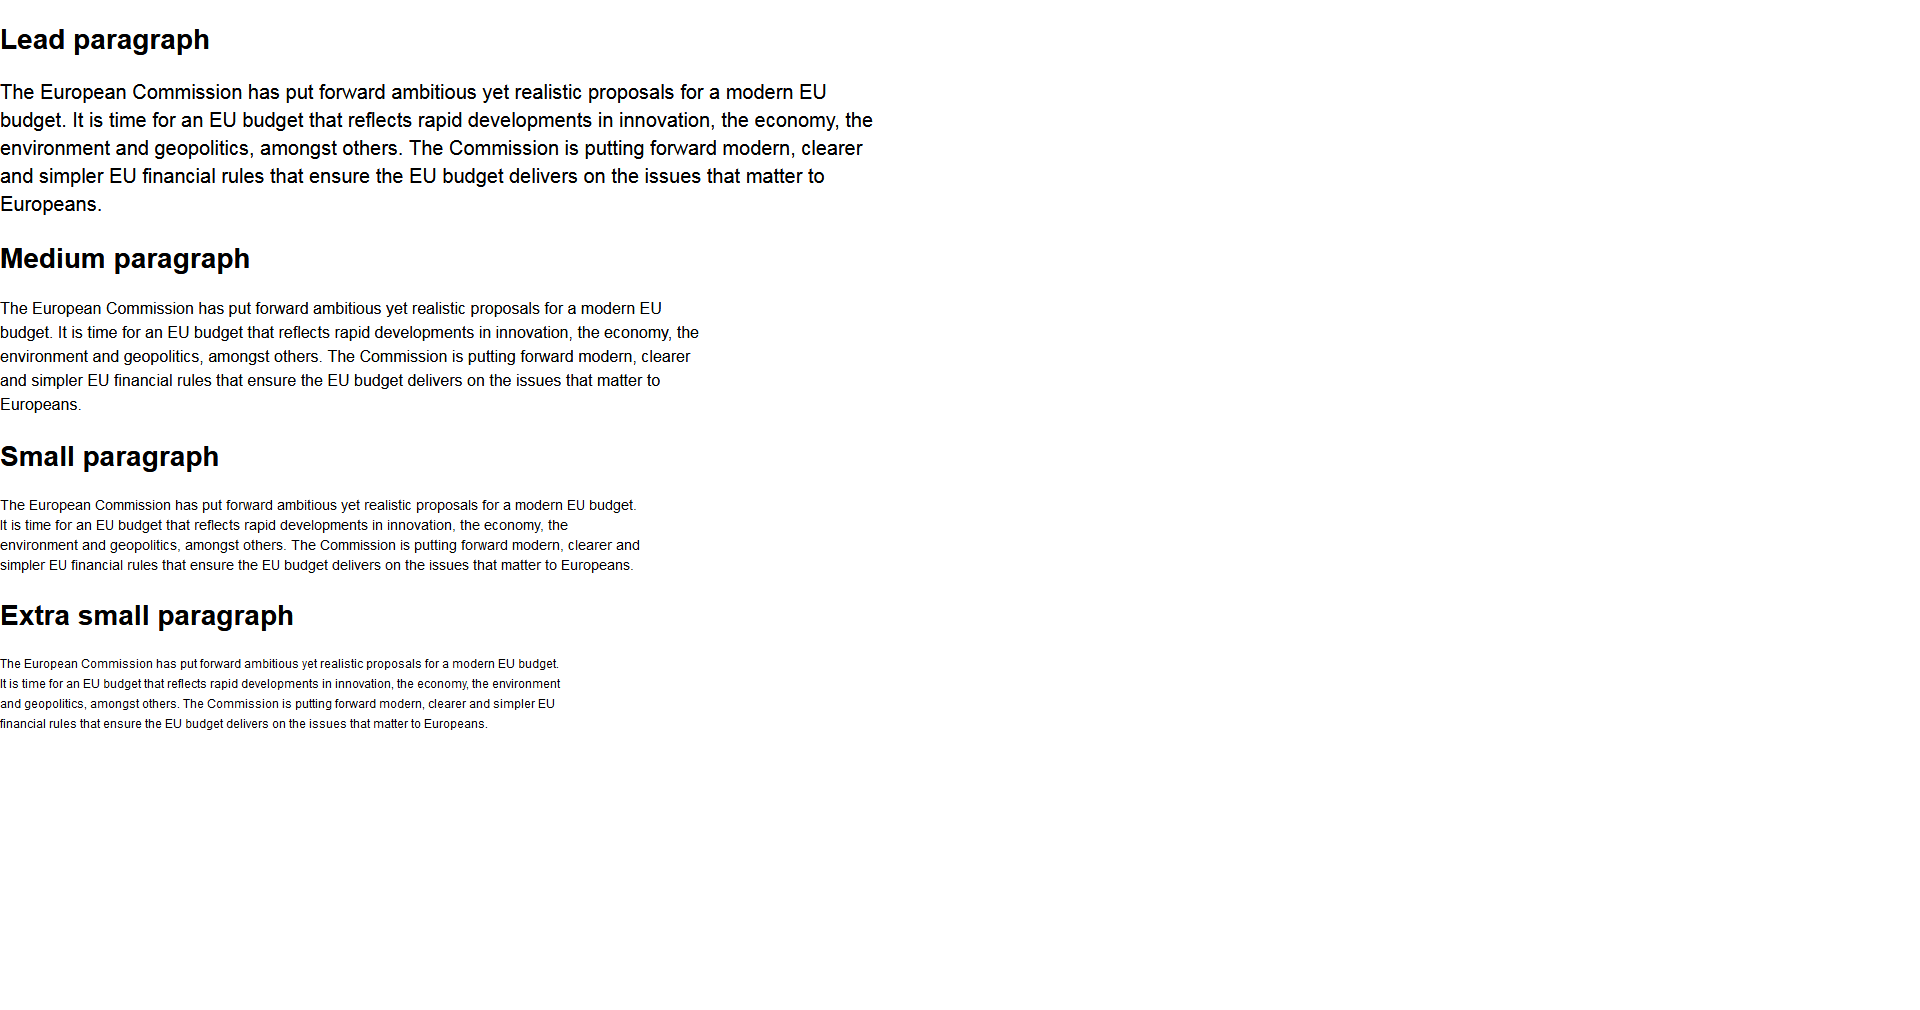 Lead paragraph
The European Commission has put forward ambitious yet realistic proposals for a modern EU
budget. It is time for an EU budget that reflects rapid developments in innovation, the economy, the
environment and geopolitics, amongst others. The Commission is putting forward modern, clearer
and simpler EU financial rules that ensure the EU budget delivers on the issues that matter to
Europeans.
Medium paragraph
The European Commission has put forward ambitious yet realistic proposals for a modern EU
budget. It is time for an EU budget that reflects rapid developments in innovation, the economy, the
environment and geopolitics, amongst others. The Commission is putting forward modern, clearer
and simpler EU financial rules that ensure the EU budget delivers on the issues that matter to
Europeans.
Small paragraph
The European Commission has put forward ambitious yet realistic proposals for a modern EU budget.
It is time for an EU budget that reflects rapid developments in innovation, the economy, the
environment and geopolitics, amongst others. The Commission is putting forward modern, clearer and
simpler EU financial rules that ensure the EU budget delivers on the issues that matter to Europeans.
Extra small paragraph
The European Commission has put forward ambitious yet realistic proposals for a modern EU budget.
It is time for an EU budget that reflects rapid developments in innovation, the economy, the environment
and geopolitics, amongst others. The Commission is putting forward modern, clearer and simpler EU
financial rules that ensure the EU budget delivers on the issues that matter to Europeans.